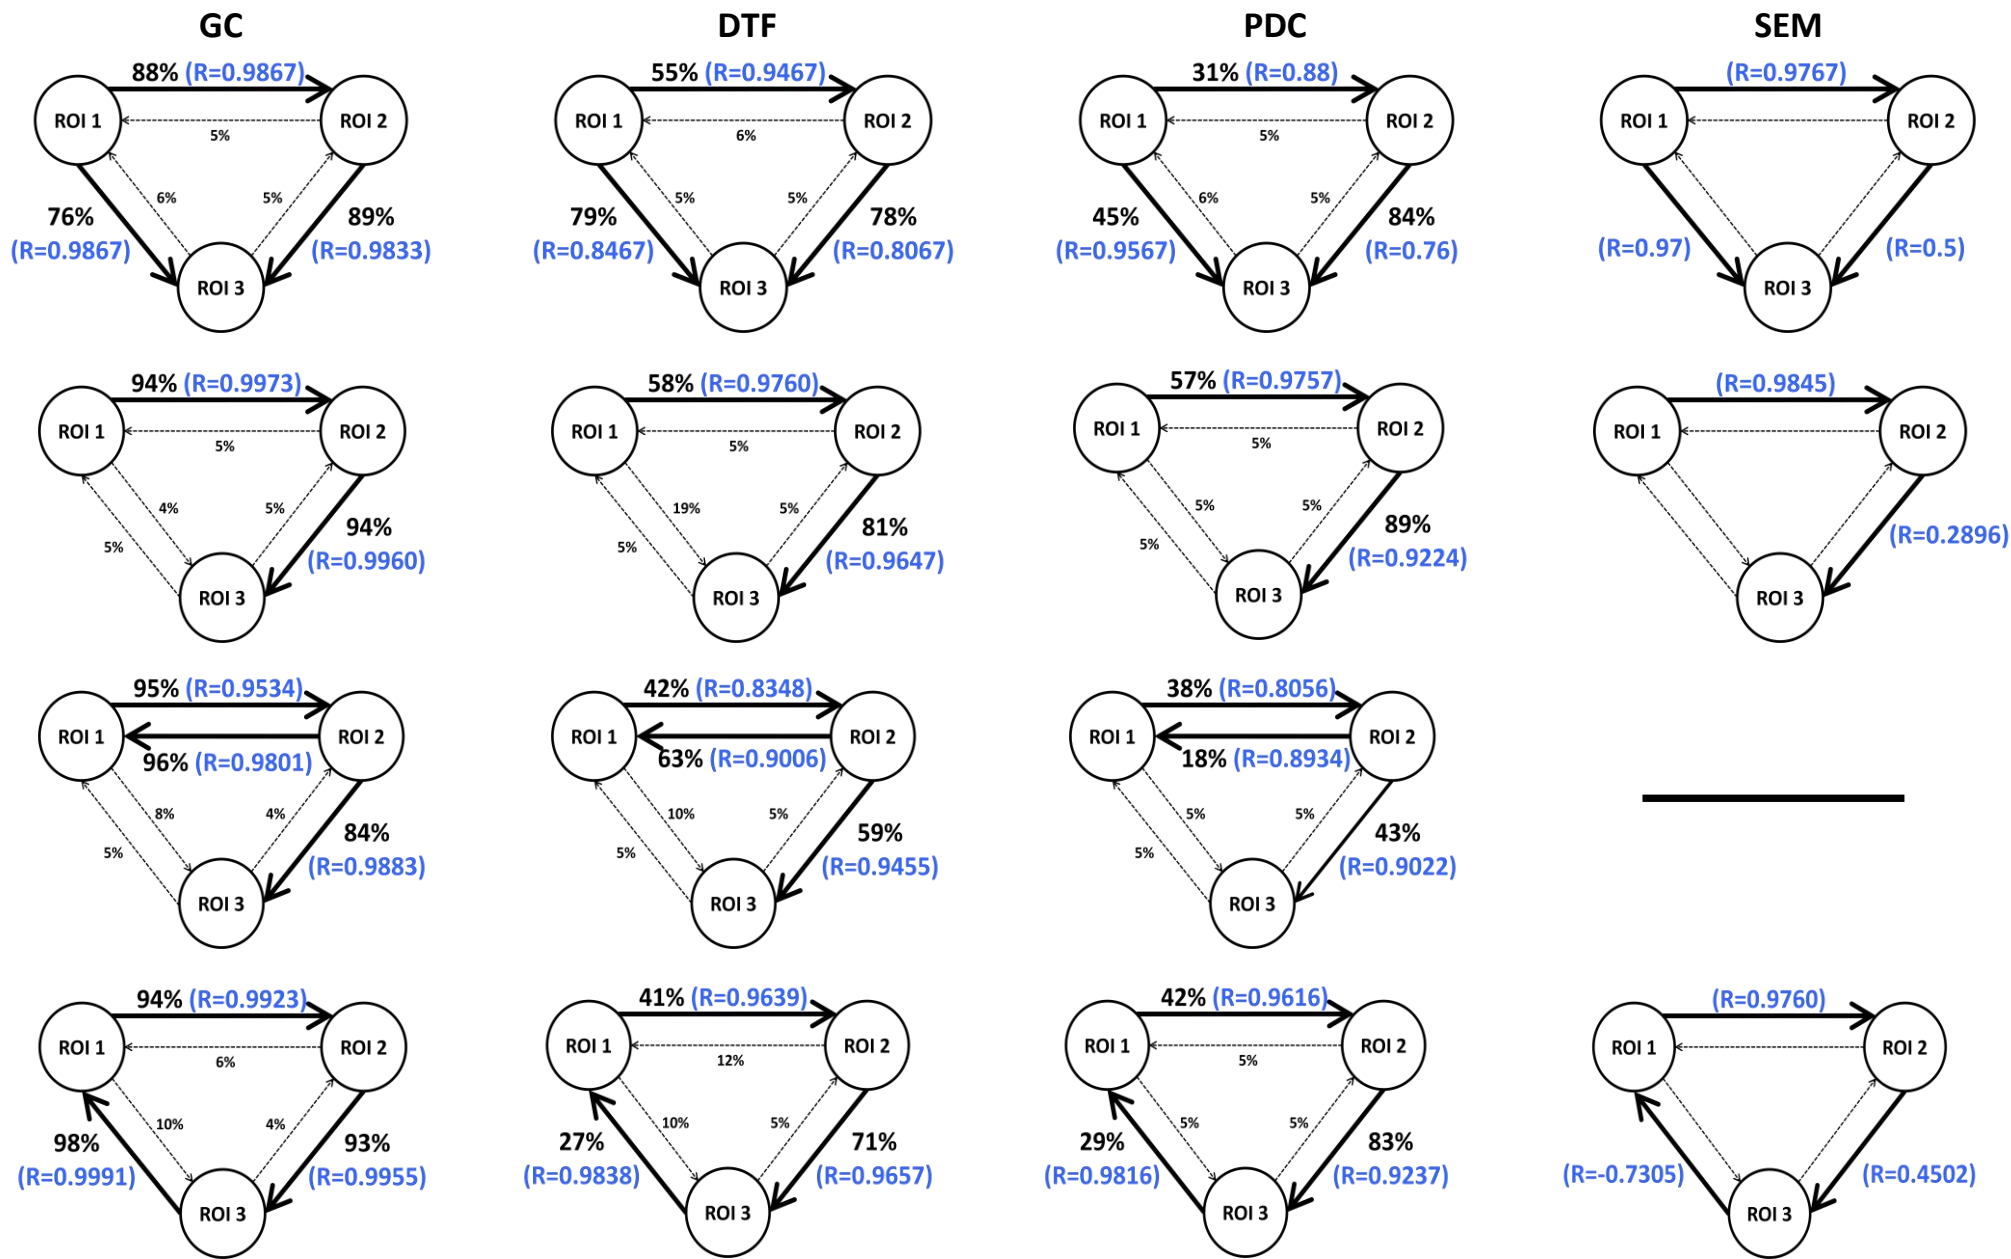 GC DTF PDC SEM
88% (R=0.9867) 55% (R=0.9467) 31% (R=0.88) (R=0.9767)
ROI 1 ROI 2 ROI 1 ROI 2 ROI 1 ROI 2 ROI 1 ROI 2
5% 6% 5%
6% 5% 5% 5% 6% 5%
76% 89% 79% 78% 45% 84%
(R=0.9867) (R=0.9833) (R=0.8467) (R=0.8067) (R=0.9567) (R=0.76) (R=0.97) (R=0.5)
ROI 3 ROI 3 ROI 3 ROI 3
94% (R=0.9973) 58% (R=0.9760) 57% (R=0.9757) (R=0.9845)
ROI 1 ROI 2 ROI 1 ROI 2 ROI 1 ROI 2 ROI 1 ROI 2
5% 5% 5%
4% 5% 19% 5% 5% 5%
94% 81% 89%
(R=0.2896)
5% 5% 5%
(R=0.9960) (R=0.9647) (R=0.9224)
ROI 3 ROI 3 ROI 3 ROI 3
95% (R=0.9534) 42% (R=0.8348) 38% (R=0.8056)
ROI 1 ROI 2 ROI 1 ROI 2 ROI 1 ROI 2
96% (R=0.9801) 63% (R=0.9006) 18% (R=0.8934)
8% 4% 10% 5% 5% 5%
84% 59% 43%
5% 5% 5%
(R=0.9883) (R=0.9455) (R=0.9022)
ROI 3 ROI 3 ROI 3
94% (R=0.9923) 41% (R=0.9639) 42% (R=0.9616) (R=0.9760)
ROI 1 ROI 2 ROI 1 ROI 2 ROI 1 ROI 2 ROI 1 ROI 2
6% 12% 5%
10% 4% 10% 5% 5% 5%
98% 93% 27% 71% 29% 83%
(R=0.9991) (R=0.9955) (R=0.9838) (R=0.9657) (R=0.9816) (R=0.9237) (R=-0.7305) (R=0.4502)
ROI 3 ROI 3 ROI 3 ROI 3